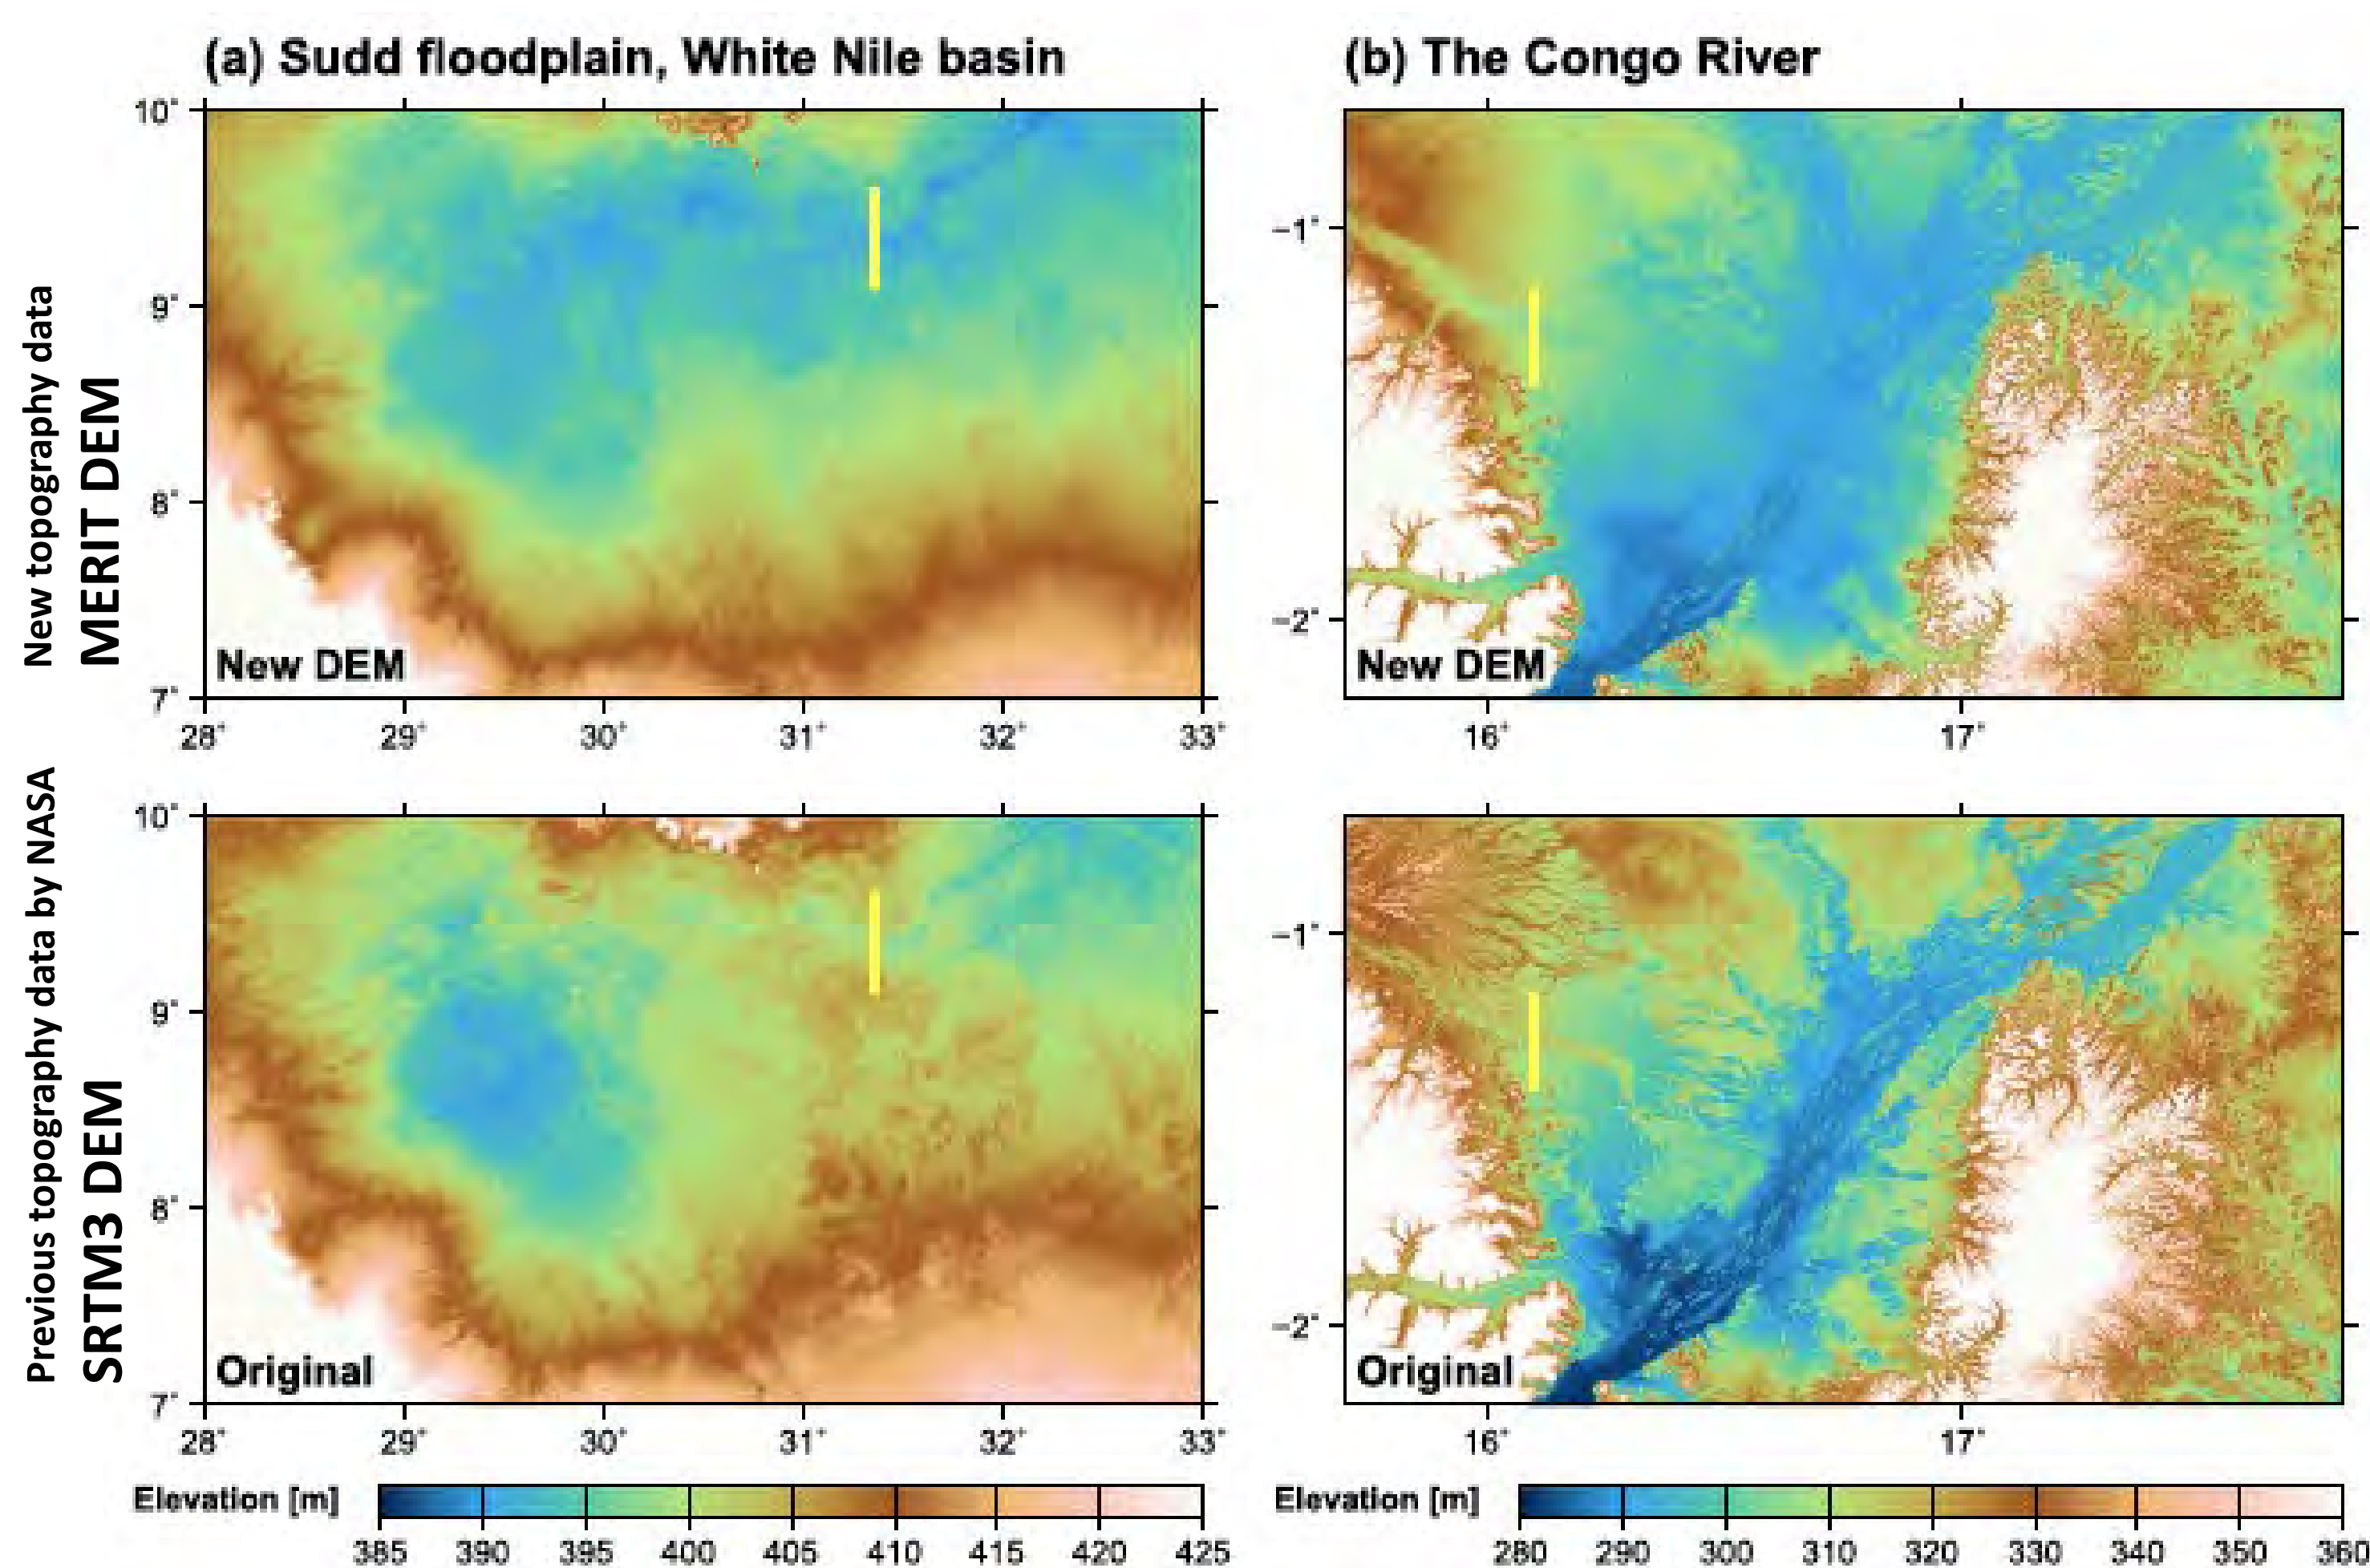 (a) Sudd floodplain, White Nile basin
(b) The Congo River
New topography data
MERIT DEM
10°
9°
8°
7°
28° 29° 30° 31° 32° 33°
New DEM
−1°
−2°
16° 17°
New DEM
Previous topography data by NASA
SRTM3 DEM
10°
9°
8°
7°
28° 29° 30° 31° 32° 33°
Original
−1°
−2°
16° 17°
Original
Elevation [m]
385 390 395 400 405 410 415 420 425
Elevation [m]
280 290 300 310 320 330 340 350 360